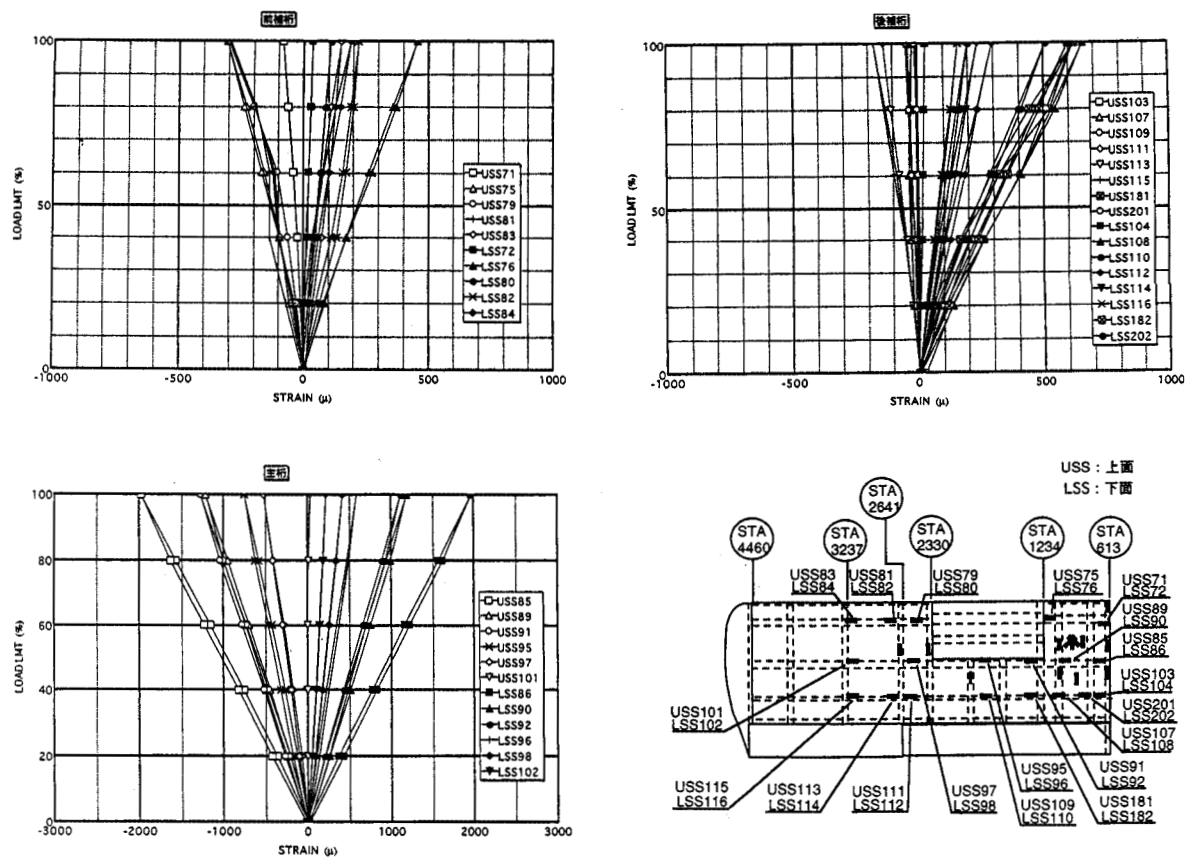 前補桁
100
50
0
-1000
-500
0
500
1000
LOADLMT (%)
STRAIN (μ)
USS71
USS75
USS79
USS81
USS83
LSS72
LSS76
LSS80
LSS82
LSS84
後補桁
100
50
0
-1000
-500
0
500
1000
LOADLMT (%)
STRAIN (μ)
USS103
USS107
USS109
USS111
USS113
USS115
USS181
USS201
LSS104
LSS108
LSS110
LSS112
LSS114
LSS116
LSS182
LSS202
主桁
100
80
60
40
20
0
-3000
-2000
-1000
0
1000
2000
3000
LOADLMT (%)
STRAIN (μ)
USS85
USS89
USS91
USS95
USS97
USS101
LSS86
LSS90
LSS92
LSS96
LSS98
LSS102
USS : 上面
LSS : 下面
STA
4460
STA
3237
STA
2641
STA
2330
STA
1234
STA
613
USS83
LSS84
USS81
LSS82
USS79
LSS80
USS75
LSS76
USS71
LSS72
USS89
LSS90
USS85
LSS86
USS103
LSS104
USS201
LSS202
USS107
LSS108
USS91
LSS92
USS181
LSS182
USS101
LSS102
USS115
LSS116
USS113
LSS114
USS111
LSS112
USS97
LSS98
USS95
LSS96
USS109
LSS110